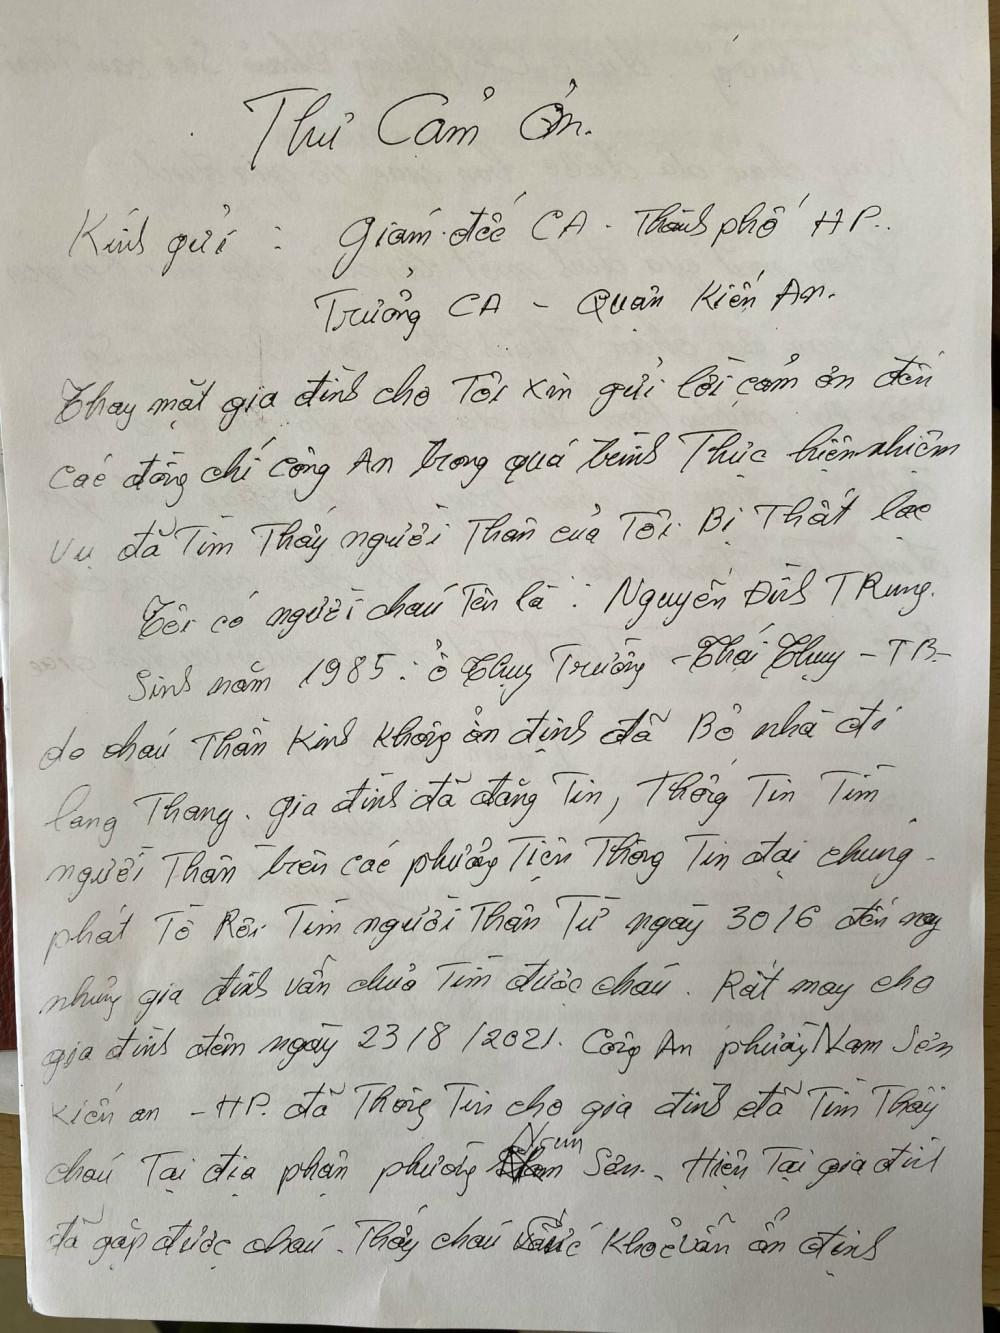 Thư Cảm Ơn.
Kính gửi : Giám đốc CA - Thành phố HP..
Trưởng CA - Quận Kiến An.
Thay mặt gia đình cho Tôi xin gửi lời cảm ơn đến
các đồng chí Công An trong quá trình Thực hiện nhiệm
vụ đã Tìm Thấy người Thân của Tôi Bị Thất lạc
Tôi có người cháu Tên là : Nguyễn Đình TRung.
Sinh năm 1985 : ở Thụy Trường - Thái Thụy - TB-
do cháu Thần Kinh không ổn định đã Bỏ nhà đi
lang Thang. gia đình đã đăng Tin, Thông Tin Tìm
người Thân trên các phương Tiện Thông Tin đại chúng -
phát Tờ Rơi Tìm người Thân Từ ngày 30/6 đến nay
nhưng gia đình vẫn chưa Tìm được cháu. Rất may cho
gia đình đêm ngày 23/8/2021. Công An phường Nam Sơn
Kiến an - HP. đã Thông Tin cho gia đình đã Tìm Thấy
cháu Tại địa phận phường Nam Sơn. Hiện Tại gia đình
đã gặp được cháu. Thấy cháu Khỏe vẫn ổn định